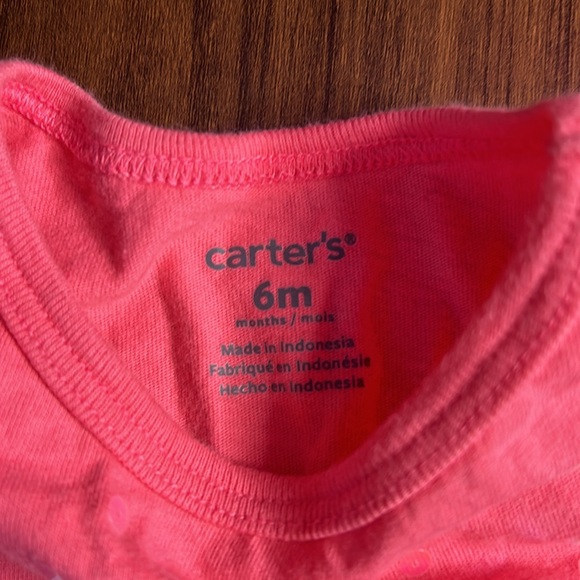 carter's®
6m
months / mois
Made in Indonesia
Fabriqué en Indonésie
Hecho en Indonesia